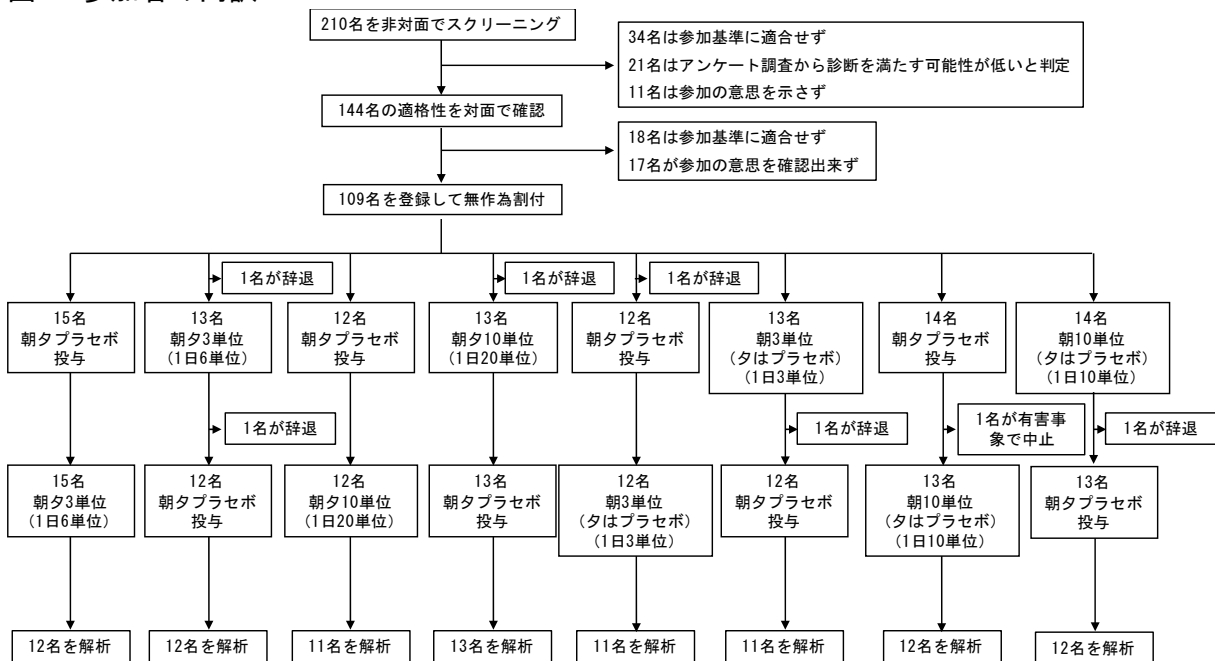 210名を非対面でスクリーニング
34名は参加基準に適合せず
21名はアンケート調査から診断を満たす可能性が低いと判定
11名は参加の意思を示さず
144名の適格性を対面で確認
18名は参加基準に適合せず
17名が参加の意思を確認出来ず
109名を登録して無作為割付
1名が辞退
1名が辞退
1名が辞退
15名
朝夕プラセボ
投与
13名
朝夕3単位
(1日6単位)
12名
朝夕プラセボ
投与
13名
朝夕10単位
(1日20単位)
12名
朝夕プラセボ
投与
13名
朝3単位
(夕はプラセボ)
(1日3単位)
14名
朝夕プラセボ
投与
14名
朝10単位
(夕はプラセボ)
(1日10単位)
1名が辞退
1名が辞退
1名が有害事
象で中止
1名が辞退
15名
朝夕3単位
(1日6単位)
12名
朝夕プラセボ
投与
12名
朝夕10単位
(1日20単位)
13名
朝夕プラセボ
投与
12名
朝3単位
(夕はプラセボ)
(1日3単位)
12名
朝夕プラセボ
投与
13名
朝10単位
(夕はプラセボ)
(1日10単位)
13名
朝夕プラセボ
投与
12名を解析
12名を解析
11名を解析
13名を解析
11名を解析
11名を解析
12名を解析
12名を解析